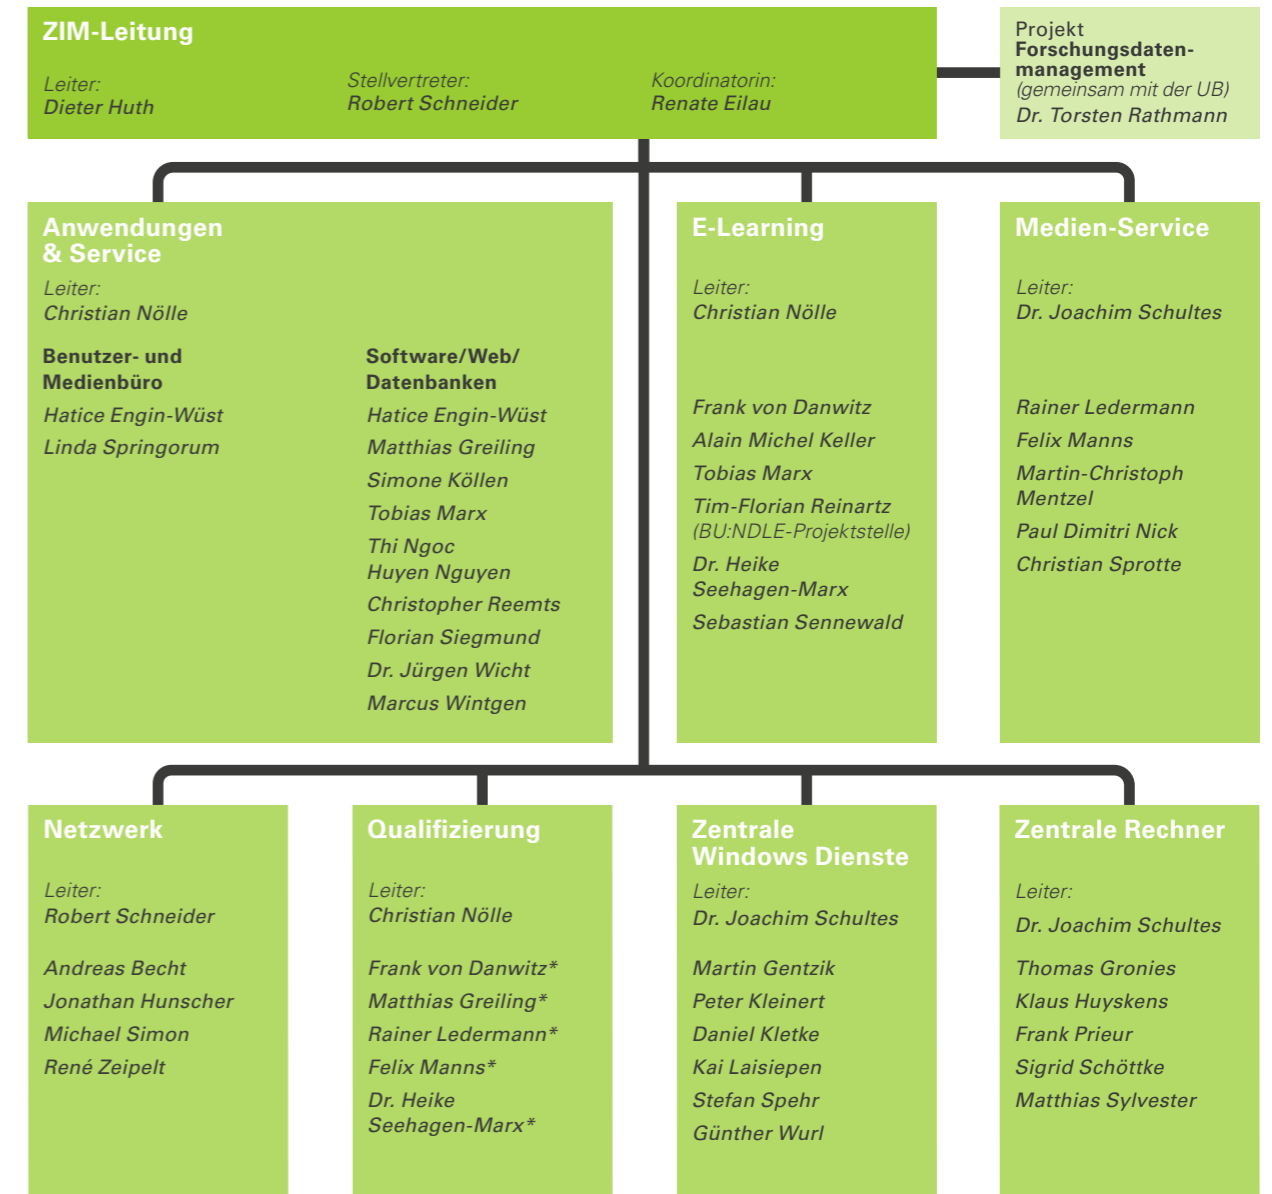 ZIM-Leitung
Leiter:
Dieter Huth
Stellvertreter:
Robert Schneider
Koordinatorin:
Renate Eilau
Projekt
Forschungsdaten-
management
(gemeinsam mit der UB)
Dr. Torsten Rathmann
Anwendungen
& Service
Leiter:
Christian Nölle
Benutzer- und
Medienbüro
Hatice Engin-Wüst
Linda Springorum
Software/Web/
Datenbanken
Hatice Engin-Wüst
Matthias Greiling
Simone Köllen
Tobias Marx
Thi Ngoc
Huyen Nguyen
Christopher Reemts
Florian Siegmund
Dr. Jürgen Wicht
Marcus Wintgen
E-Learning
Leiter:
Christian Nölle
Frank von Danwitz
Alain Michel Keller
Tobias Marx
Tim-Florian Reinartz
(BU:NDLE-Projektstelle)
Dr. Heike
Seehagen-Marx
Sebastian Sennewald
Medien-Service
Leiter:
Dr. Joachim Schultes
Rainer Ledermann
Felix Manns
Martin-Christoph
Mentzel
Paul Dimitri Nick
Christian Sprotte
Netzwerk
Leiter:
Robert Schneider
Andreas Becht
Jonathan Hunscher
Michael Simon
René Zeipelt
Qualifizierung
Leiter:
Christian Nölle
Frank von Danwitz*
Matthias Greiling*
Rainer Ledermann*
Felix Manns*
Dr. Heike
Seehagen-Marx*
Zentrale
Windows Dienste
Leiter:
Dr. Joachim Schultes
Martin Gentzik
Peter Kleinert
Daniel Kletke
Kai Laisiepen
Stefan Spehr
Günther Wurl
Zentrale Rechner
Leiter:
Dr. Joachim Schultes
Thomas Gronies
Klaus Huyskens
Frank Prieur
Sigrid Schöttke
Matthias Sylvester